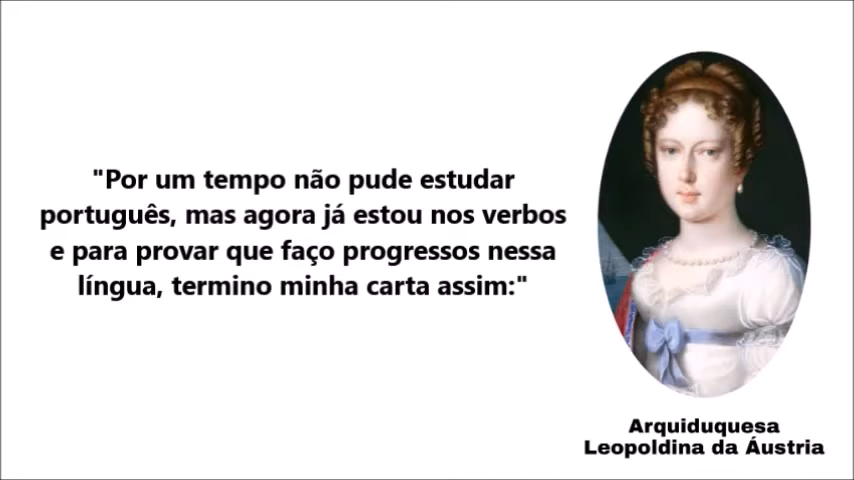 "Por um tempo não pude estudar
português, mas agora já estou nos verbos
e para provar que faço progressos nessa
língua, termino minha carta assim:"
Arquiduquesa
Leopoldina da Áustria